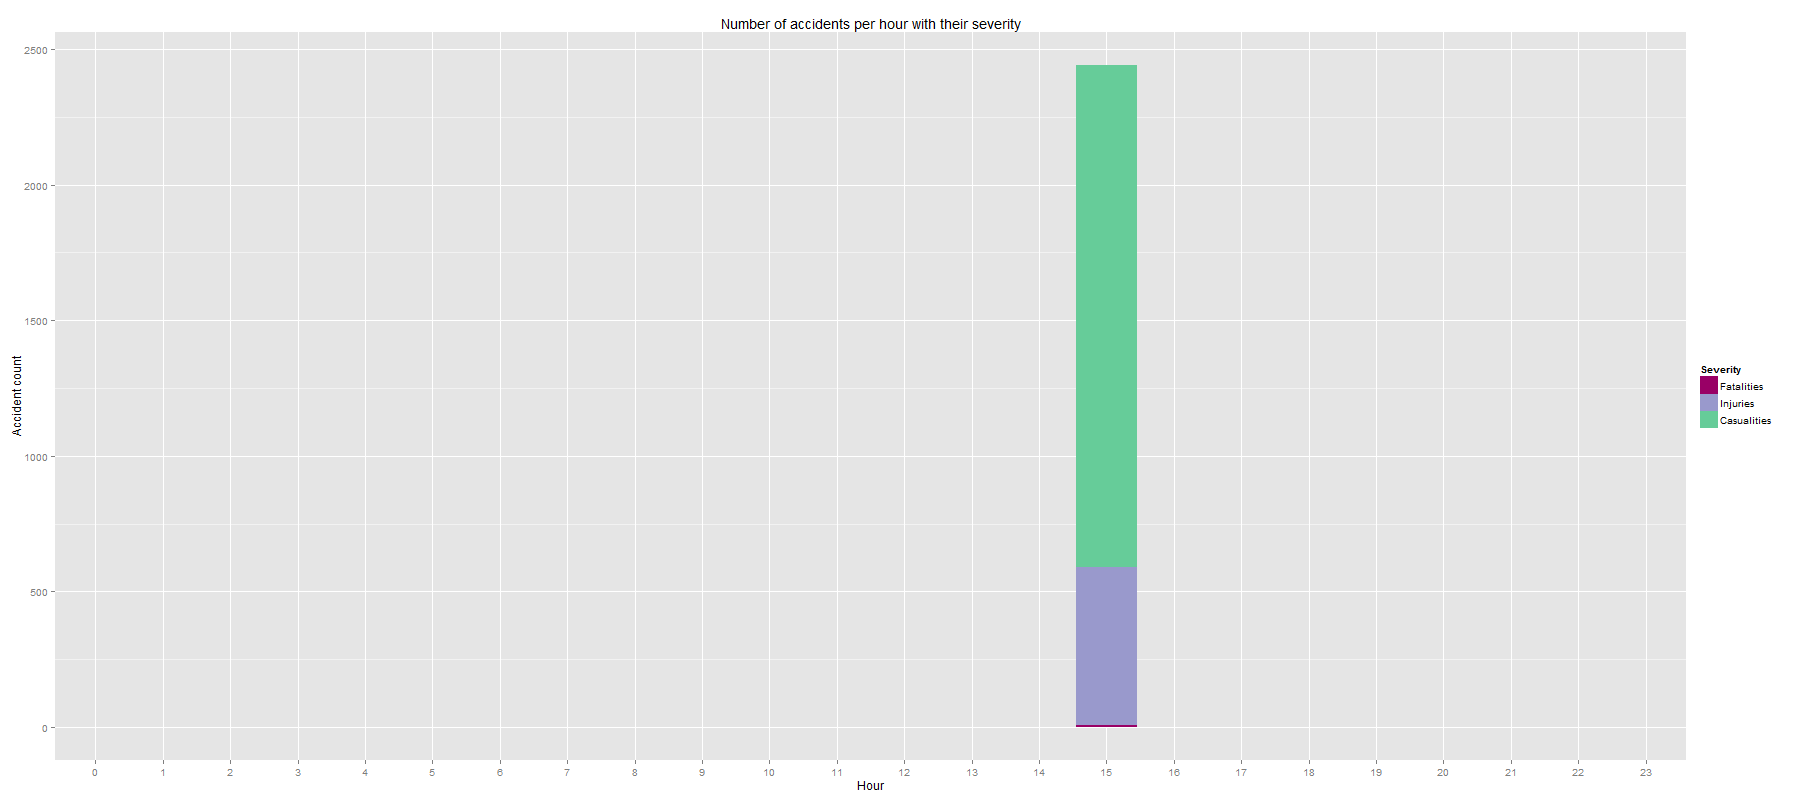 Number of accidents per hour with their severity
2500
2000
1500
1000
500
0
Accident count
0 1 2 3 4 5 6 7 8 9 10 11 12 13 14 15 16 17 18 19 20 21 22 23
Hour
Severity
Fatalities
Injuries
Casualities